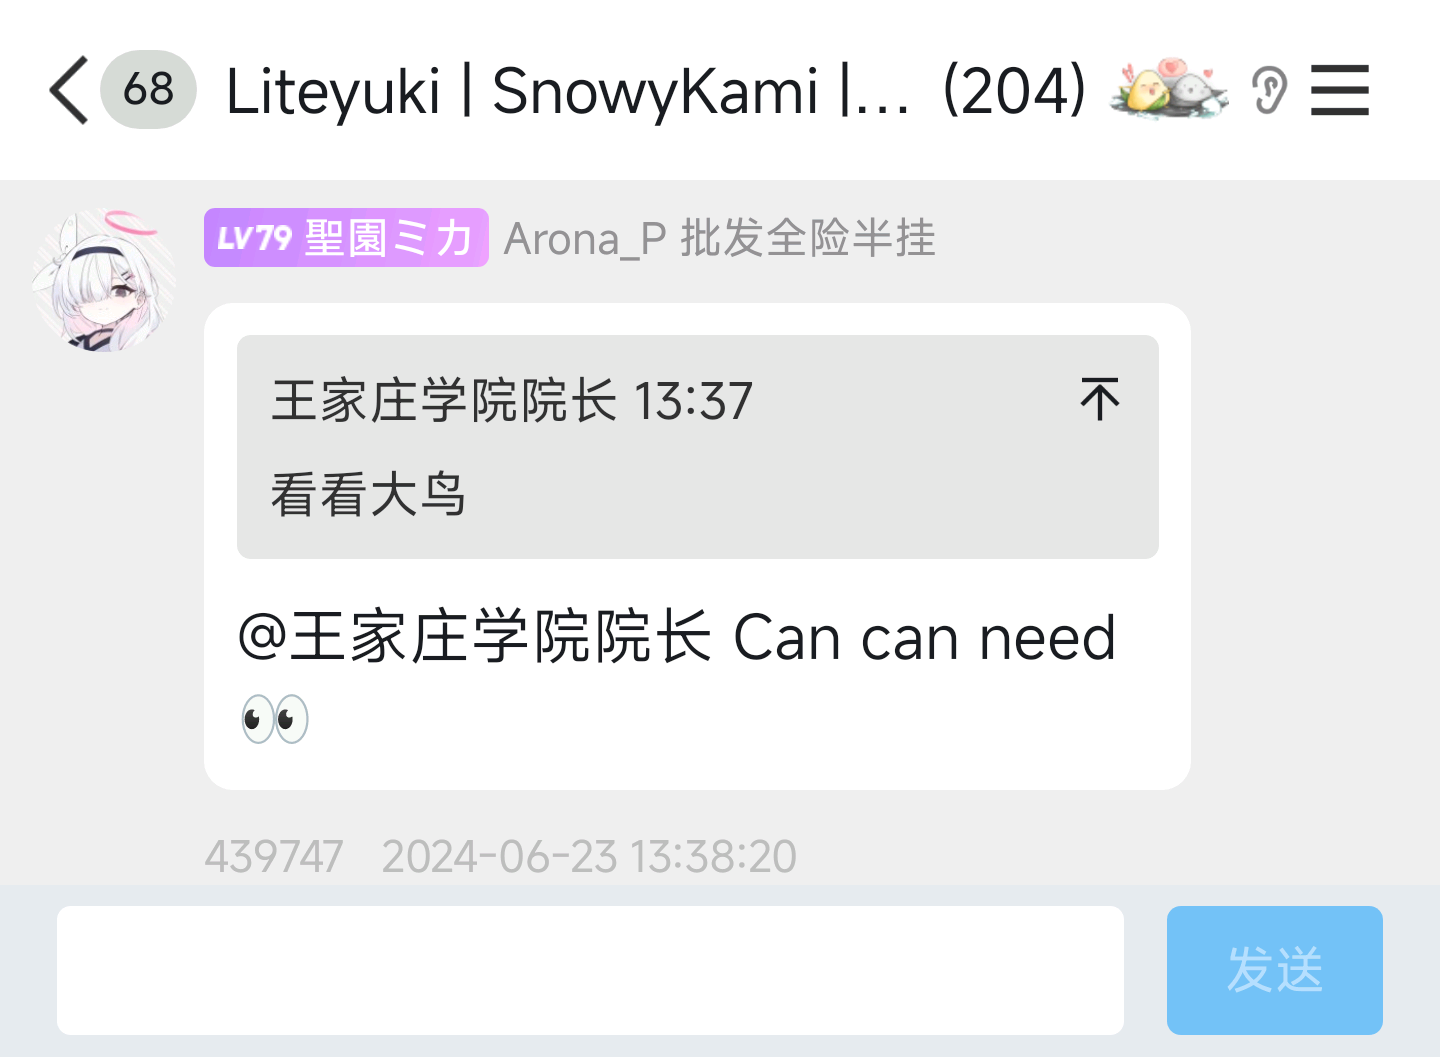 68 Liteyuki | SnowyKami |... (204)
LV79 聖園ミカ Arona_P 批发全险半挂
王家庄学院院长 13:37
看看大鸟
@王家庄学院院长 Can can need
👀
439747 2024-06-23 13:38:20
发送